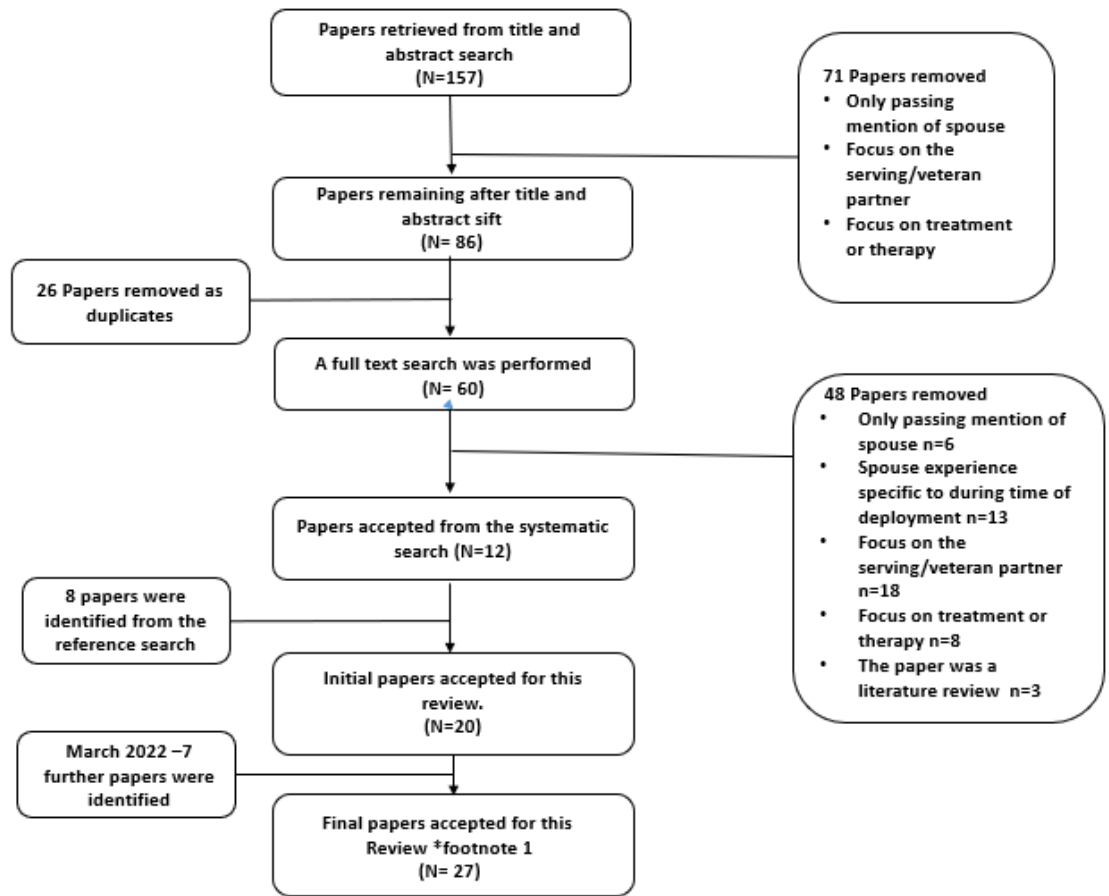 Papers retrieved from title and
abstract search
(N=157)
71 Papers removed
• Only passing
mention of spouse
• Focus on the
serving/veteran
partner
• Focus on treatment
or therapy
Papers remaining after title and
abstract sift
(N= 86)
26 Papers removed as
duplicates
A full text search was performed
(N= 60)
48 Papers removed
• Only passing mention of
spouse n=6
• Spouse experience
specific to during time of
deployment n=13
• Focus on the
serving/veteran partner
n=18
• Focus on treatment or
therapy n=8
• The paper was a
literature review n=3
Papers accepted from the systematic
search (N=12)
8 papers were
identified from the
reference search
Initial papers accepted for this
review.
(N=20)
March 2022 –7
further papers were
identified
Final papers accepted for this
Review *footnote 1
(N= 27)